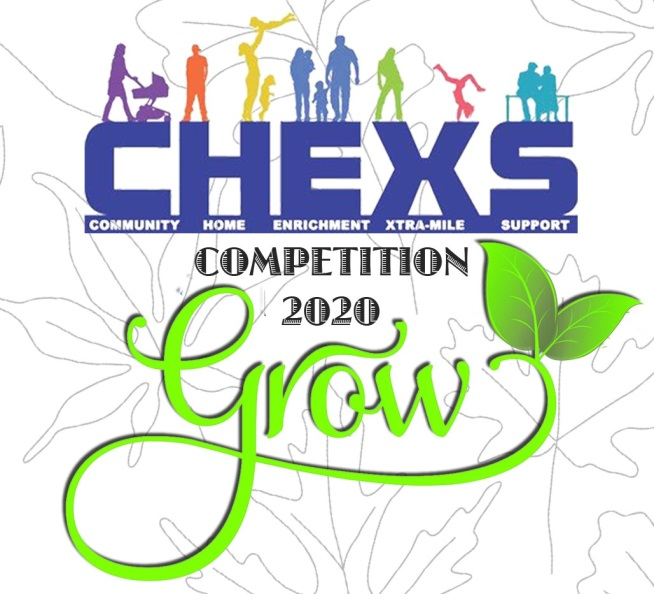 CHEXS
COMMUNITY HOME ENRICHMENT XTRA-MILE SUPPORT
COMPETITION
2020
Grow